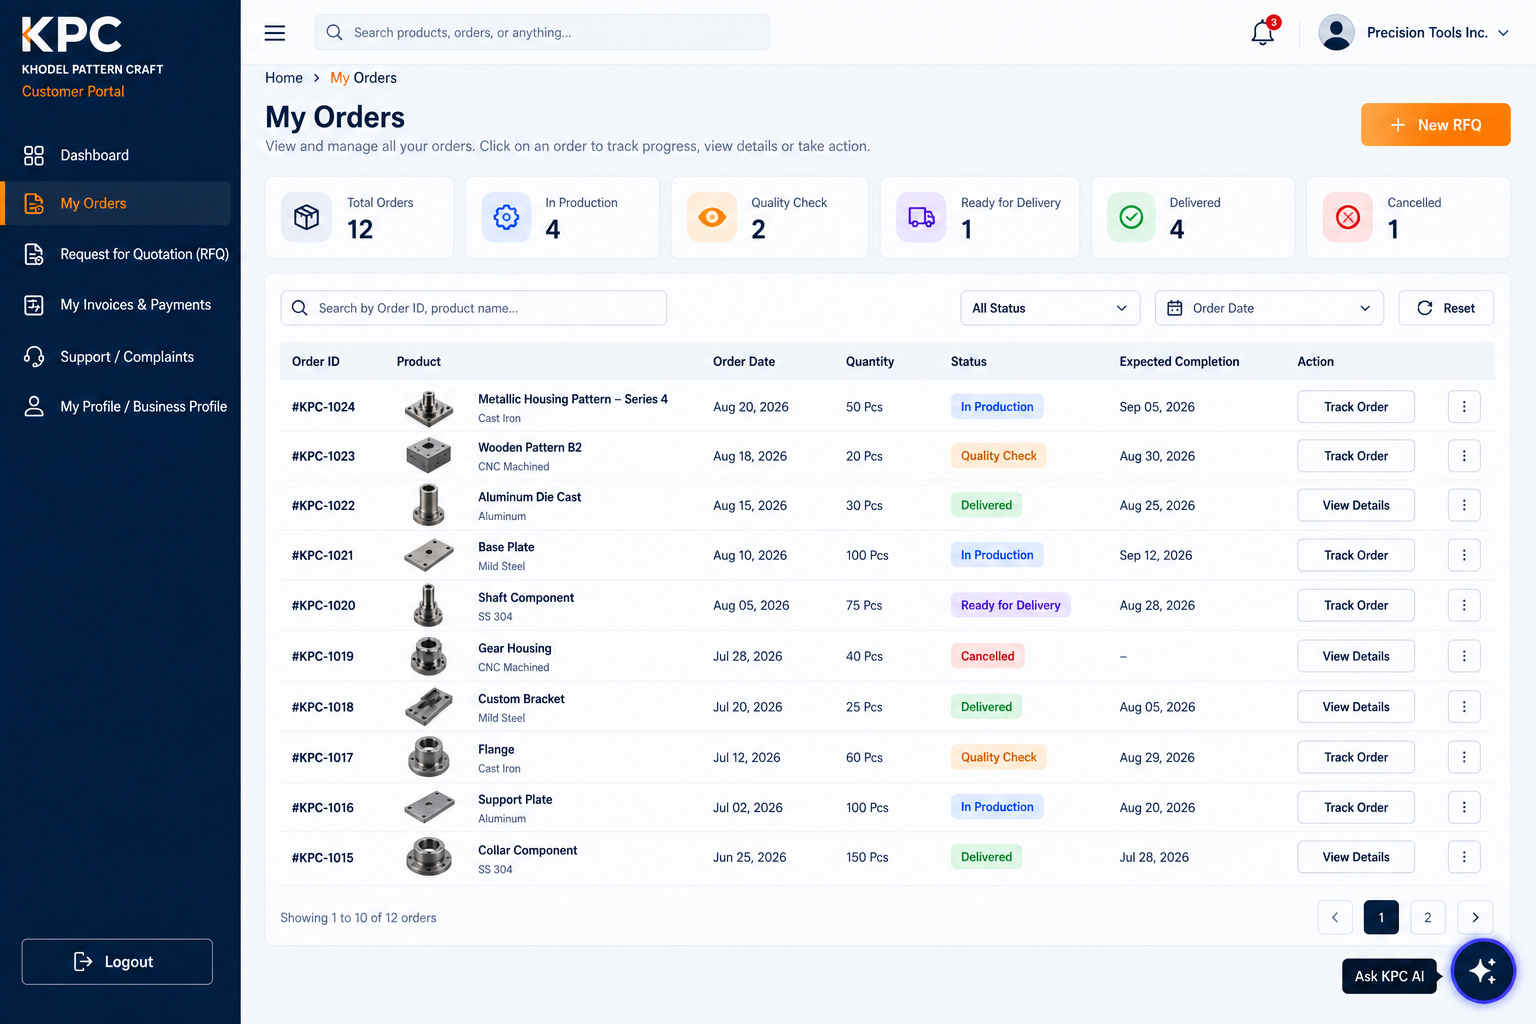 KPC
KHODEL PATTERN CRAFT
Customer Portal
Dashboard
My Orders
Request for Quotation (RFQ)
My Invoices & Payments
Support / Complaints
My Profile / Business Profile
Logout
Search products, orders, or anything...
3
Precision Tools Inc.
Home > My Orders
My Orders
View and manage all your orders. Click on an order to track progress, view details or take action.
+ New RFQ
Total Orders
12
In Production
4
Quality Check
2
Ready for Delivery
1
Delivered
4
Cancelled
1
Search by Order ID, product name...
All Status
Order Date
Reset
Order ID Product Order Date Quantity Status Expected Completion Action
#KPC-1024 Metallic Housing Pattern – Series 4 Aug 20, 2026 50 Pcs In Production Sep 05, 2026 Track Order
Cast Iron
#KPC-1023 Wooden Pattern B2 Aug 18, 2026 20 Pcs Quality Check Aug 30, 2026 Track Order
CNC Machined
#KPC-1022 Aluminum Die Cast Aug 15, 2026 30 Pcs Delivered Aug 25, 2026 View Details
Aluminum
#KPC-1021 Base Plate Aug 10, 2026 100 Pcs In Production Sep 12, 2026 Track Order
Mild Steel
#KPC-1020 Shaft Component Aug 05, 2026 75 Pcs Ready for Delivery Aug 28, 2026 Track Order
SS 304
#KPC-1019 Gear Housing Jul 28, 2026 40 Pcs Cancelled – View Details
CNC Machined
#KPC-1018 Custom Bracket Jul 20, 2026 25 Pcs Delivered Aug 05, 2026 View Details
Mild Steel
#KPC-1017 Flange Jul 12, 2026 60 Pcs Quality Check Aug 29, 2026 Track Order
Cast Iron
#KPC-1016 Support Plate Jul 02, 2026 100 Pcs In Production Aug 20, 2026 Track Order
Aluminum
#KPC-1015 Collar Component Jun 25, 2026 150 Pcs Delivered Jul 28, 2026 View Details
SS 304
Showing 1 to 10 of 12 orders
< 1 2 >
Ask KPC AI